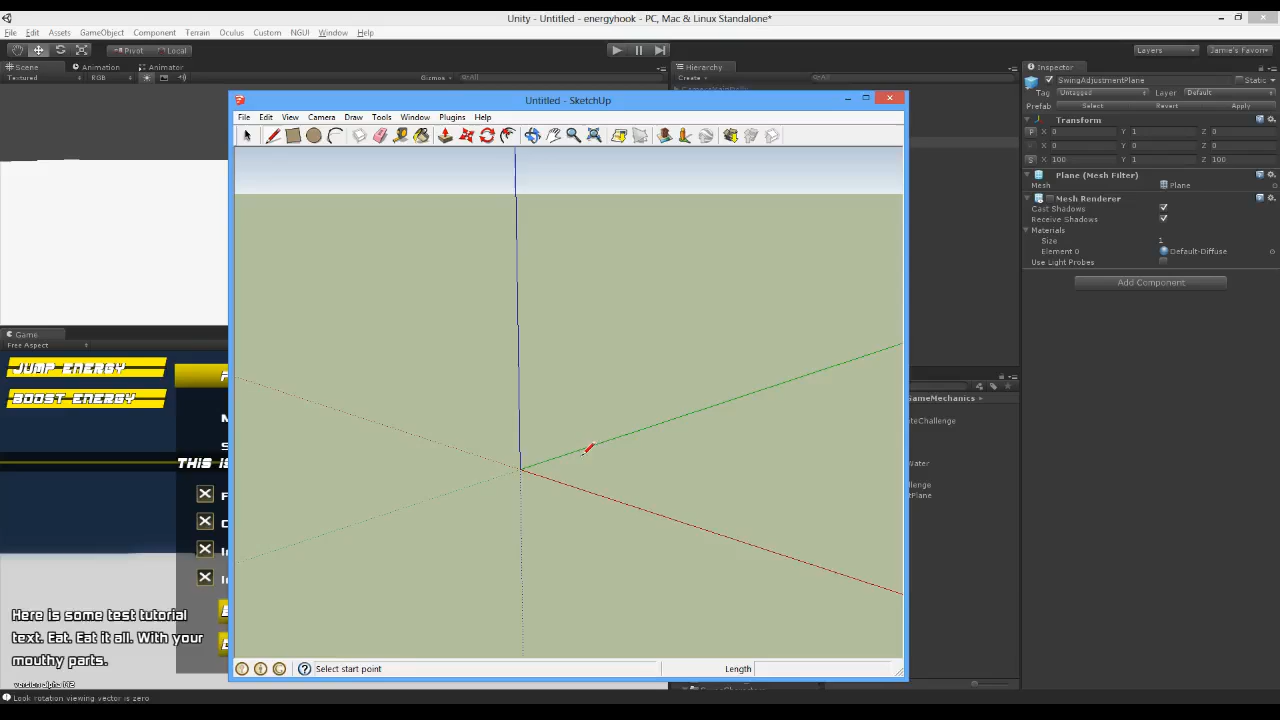 Unity - Untitled - energyhook - PC, Mac & Linux Standalone*
File Edit Assets GameObject Component Terrain Oculus Custom NGUI Window Help
Pivot Local
Layers Jamie's Favori
Scene Animation Animator
Textured RGB Gizmos All
Hierarchy
Create All
Inspector
SwingAdjustmentPlane Static
Tag Untagged Layer Default
Prefab Select Revert Apply
Transform
P X 0 Y 1 Z 0
X 0 Y 0 Z 0
S X 100 Y 1 Z 100
Plane (Mesh Filter)
Mesh Plane
Mesh Renderer
Cast Shadows
Receive Shadows
Materials
Size 1
Element 0 Default-Diffuse
Use Light Probes
Add Component
Untitled - SketchUp
File Edit View Camera Draw Tools Window Plugins Help
Select start point
Length
Game
Free Aspect
JUMP ENERGY
BOOST ENERGY
THIS IS
Here is some test tutorial
text. Eat. Eat it all. With your
mouthy parts.
Look rotation viewing vector is zero
GameMechanics